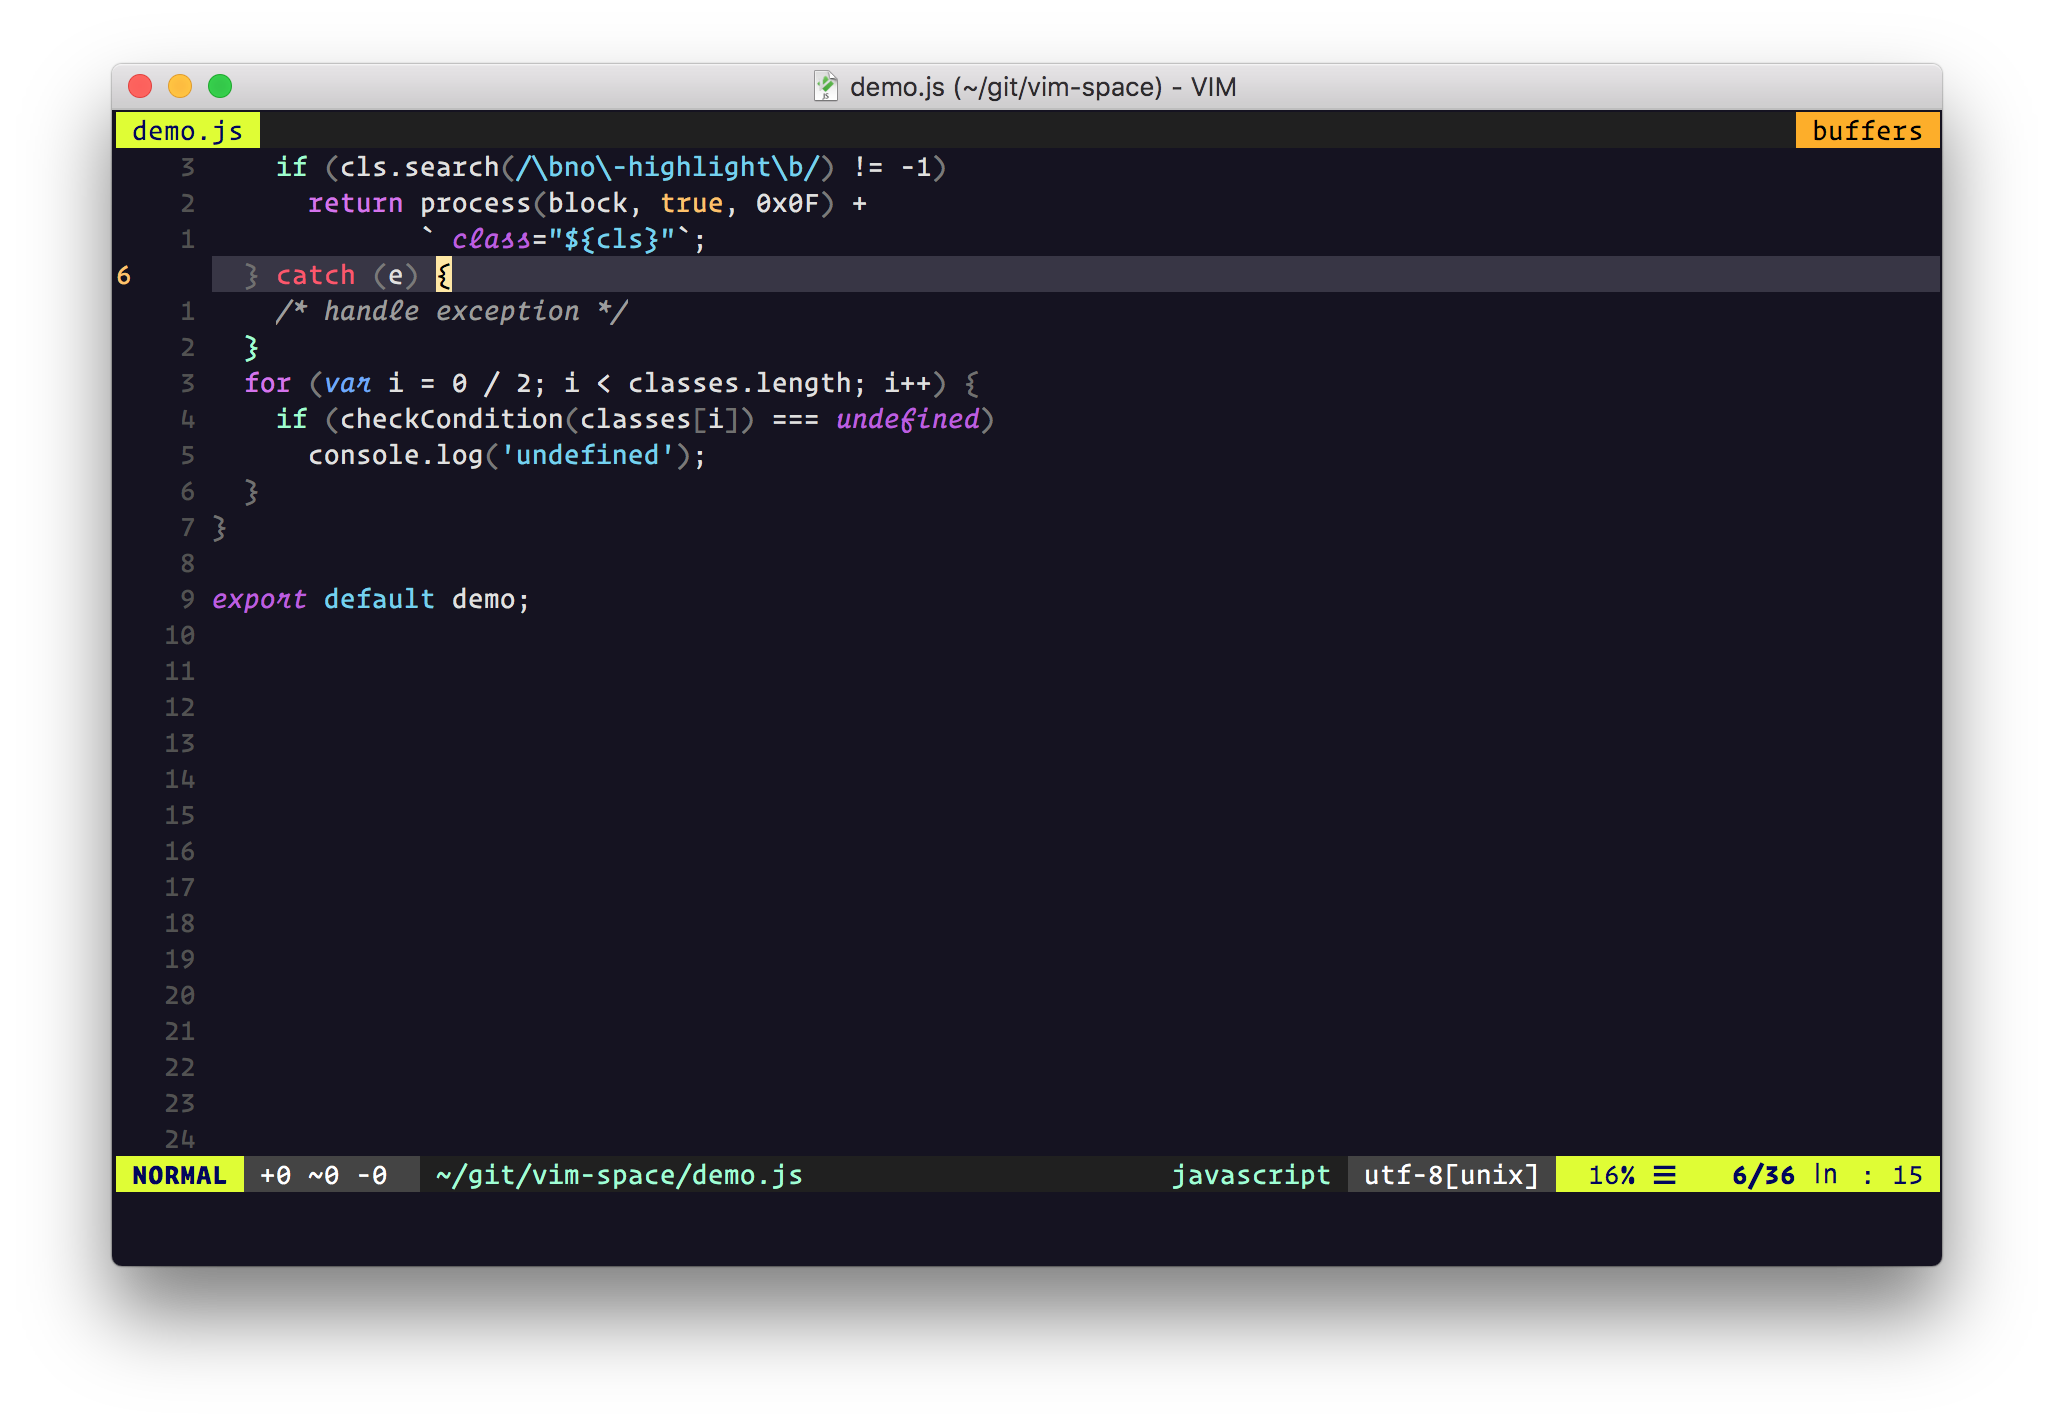 demo.js (~/git/vim-space) - VIM
demo.js buffers
3     if (cls.search(/\bno\-highlight\b/) != -1)
2       return process(block, true, 0x0F) +
1              ` class="${cls}"`;
6   } catch (e) {
1     /* handle exception */
2   }
3   for (var i = 0 / 2; i < classes.length; i++) {
4     if (checkCondition(classes[i]) === undefined)
5       console.log('undefined');
6   }
7 }
8
9 export default demo;
10
11
12
13
14
15
16
17
18
19
20
21
22
23
24
NORMAL +0 ~0 -0 ~/git/vim-space/demo.js javascript utf-8[unix] 16% ☰ 6/36 ln : 15